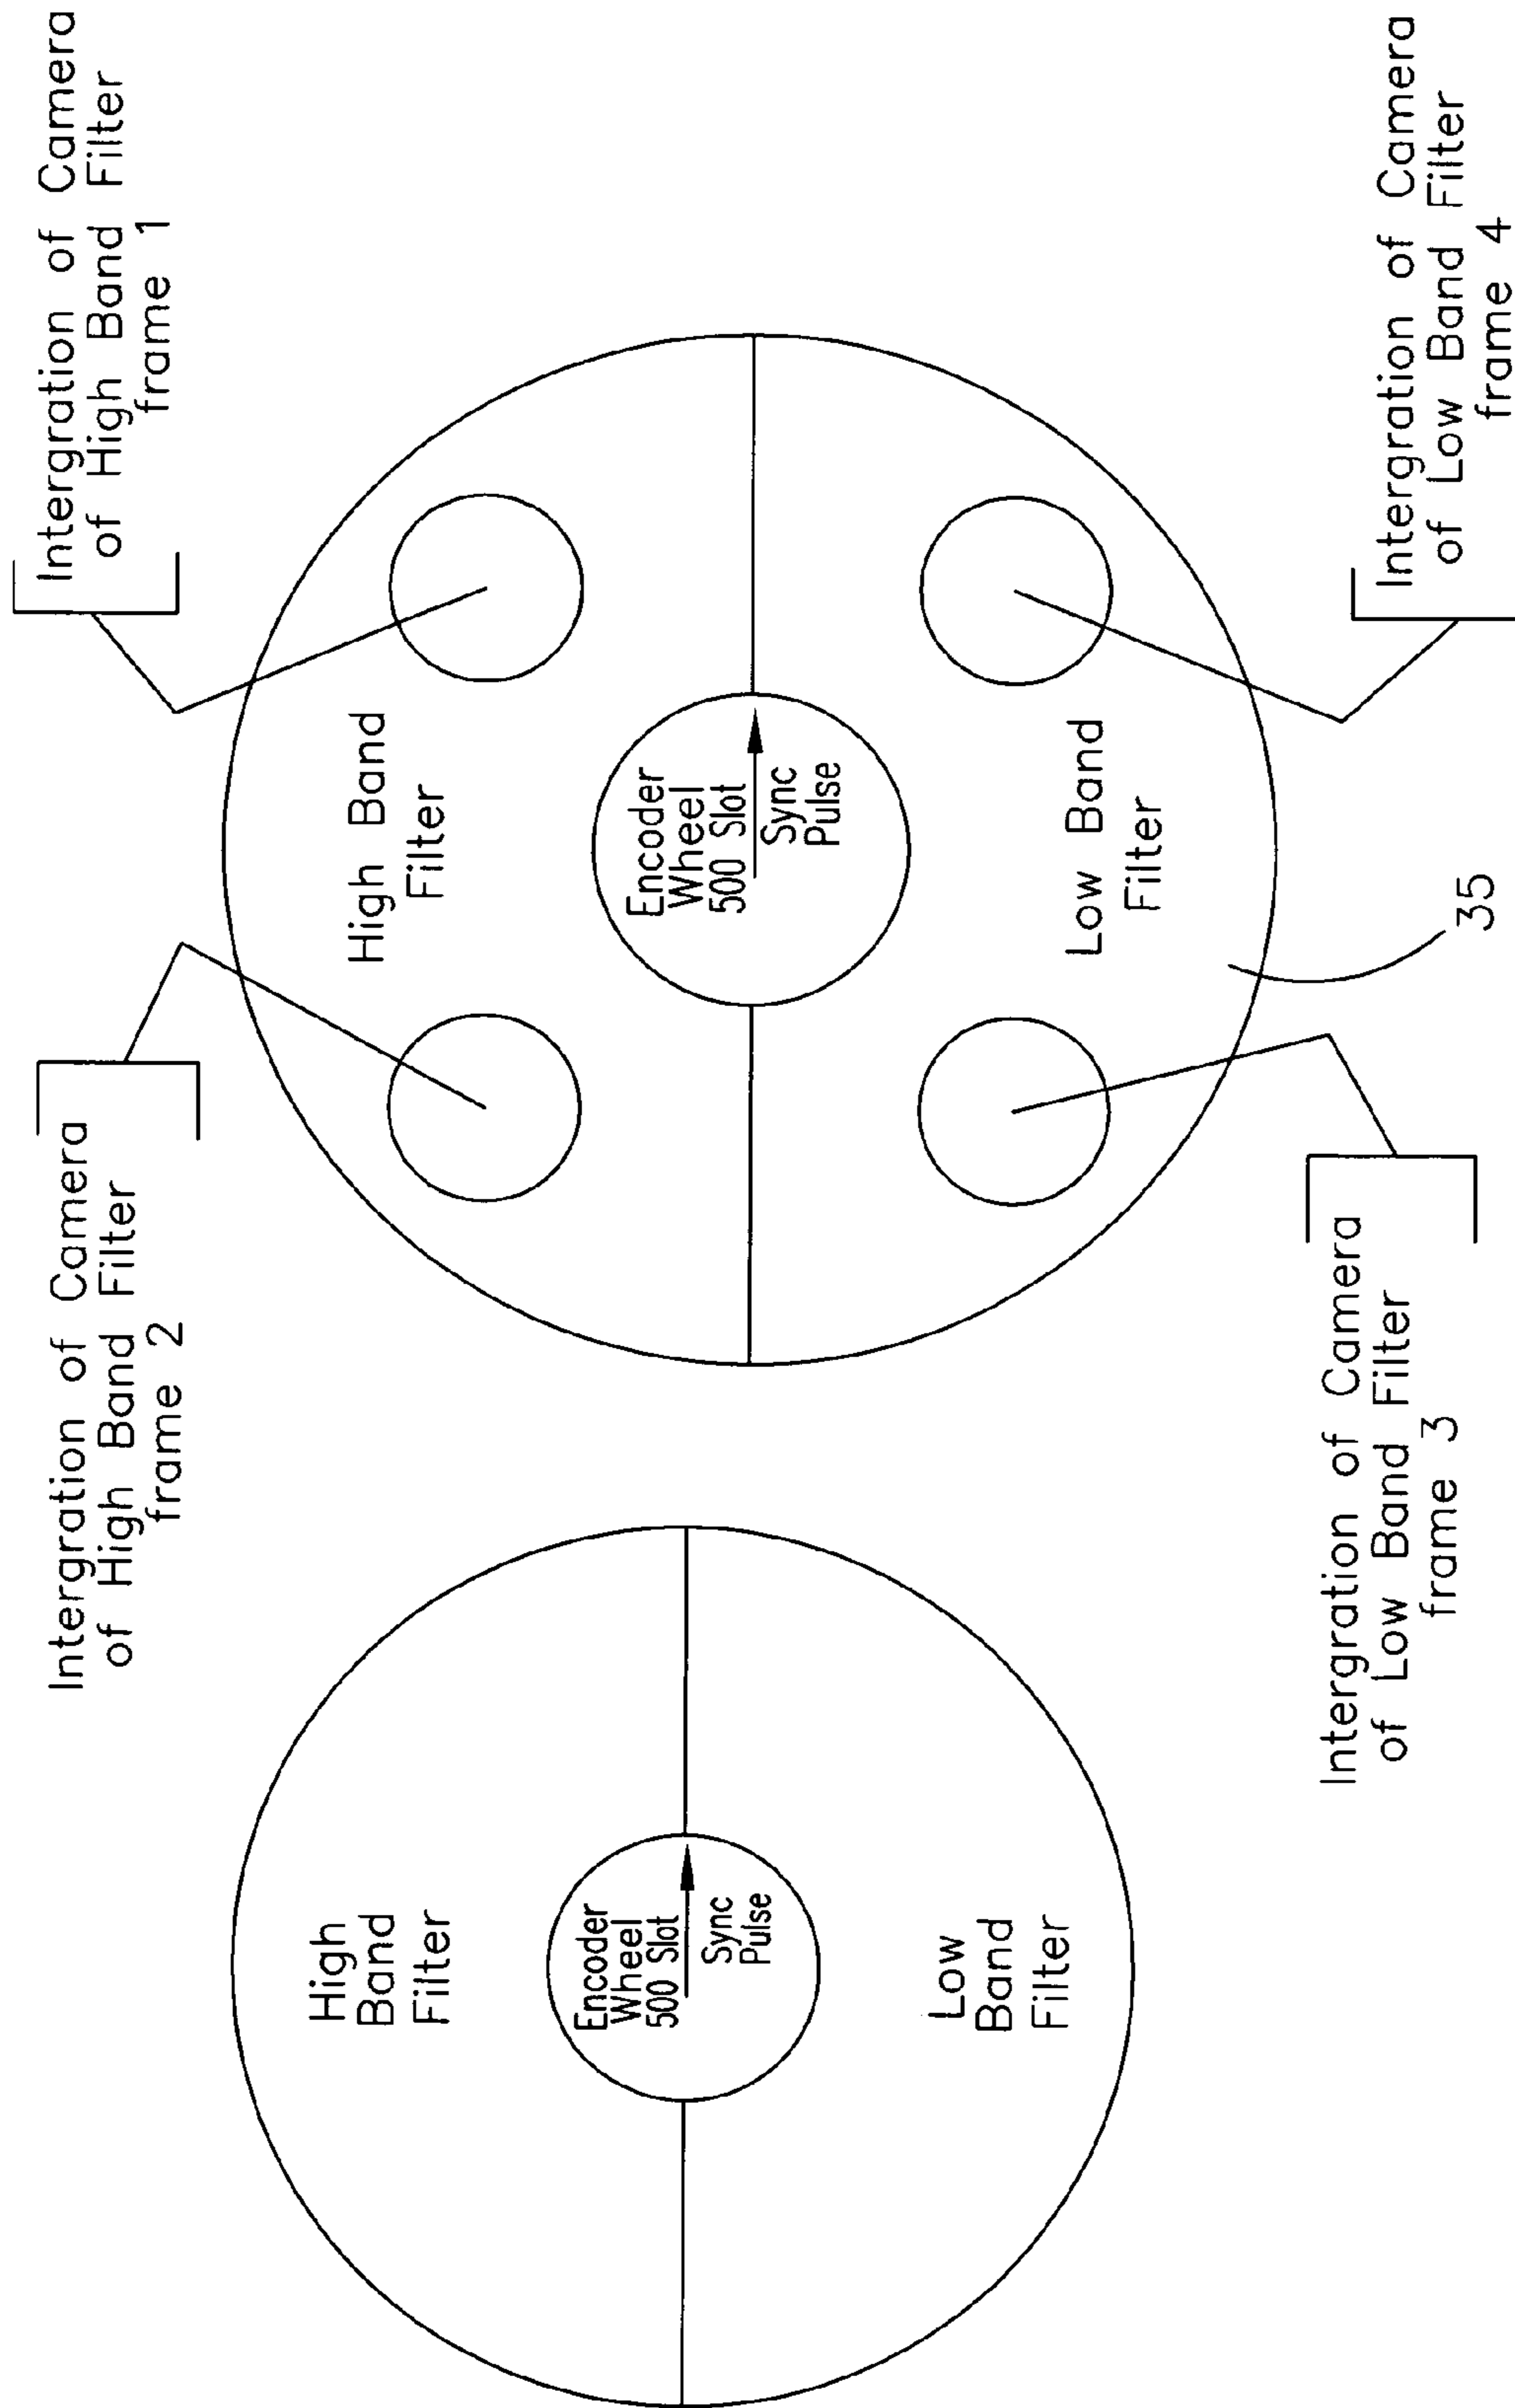 High
Band
Filter
Encoder
Wheel
500 Slot
Sync
Pulse
Low
Band
Filter
Intergration of Camera
of High Band Filter
frame 2
Intergration of Camera
of High Band Filter
frame 1
High Band
Filter
Encoder
Wheel
500 Slot
Sync
Pulse
Low Band
Filter
35
Intergration of Camera
of Low Band Filter
frame 3
Intergration of Camera
of Low Band Filter
frame 4